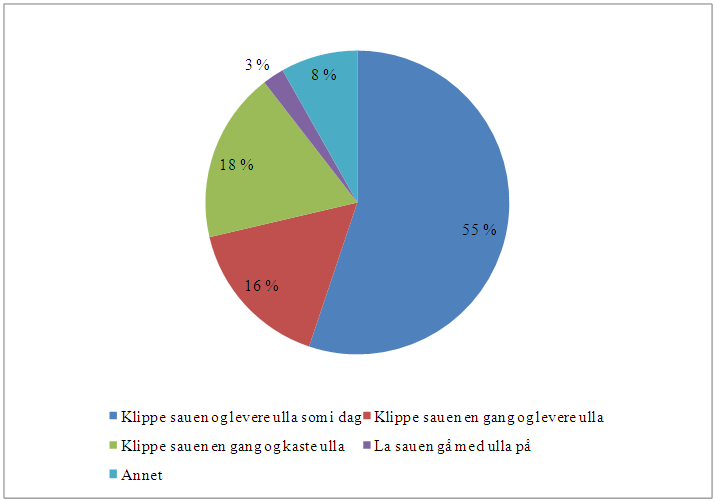 3 %
8 %
18 %
55 %
16 %
Klippe sauen og levere ulla som i dag Klippe sauen en gang og levere ulla
Klippe sauen en gang og kaste ulla La sauen gå med ulla på
Annet